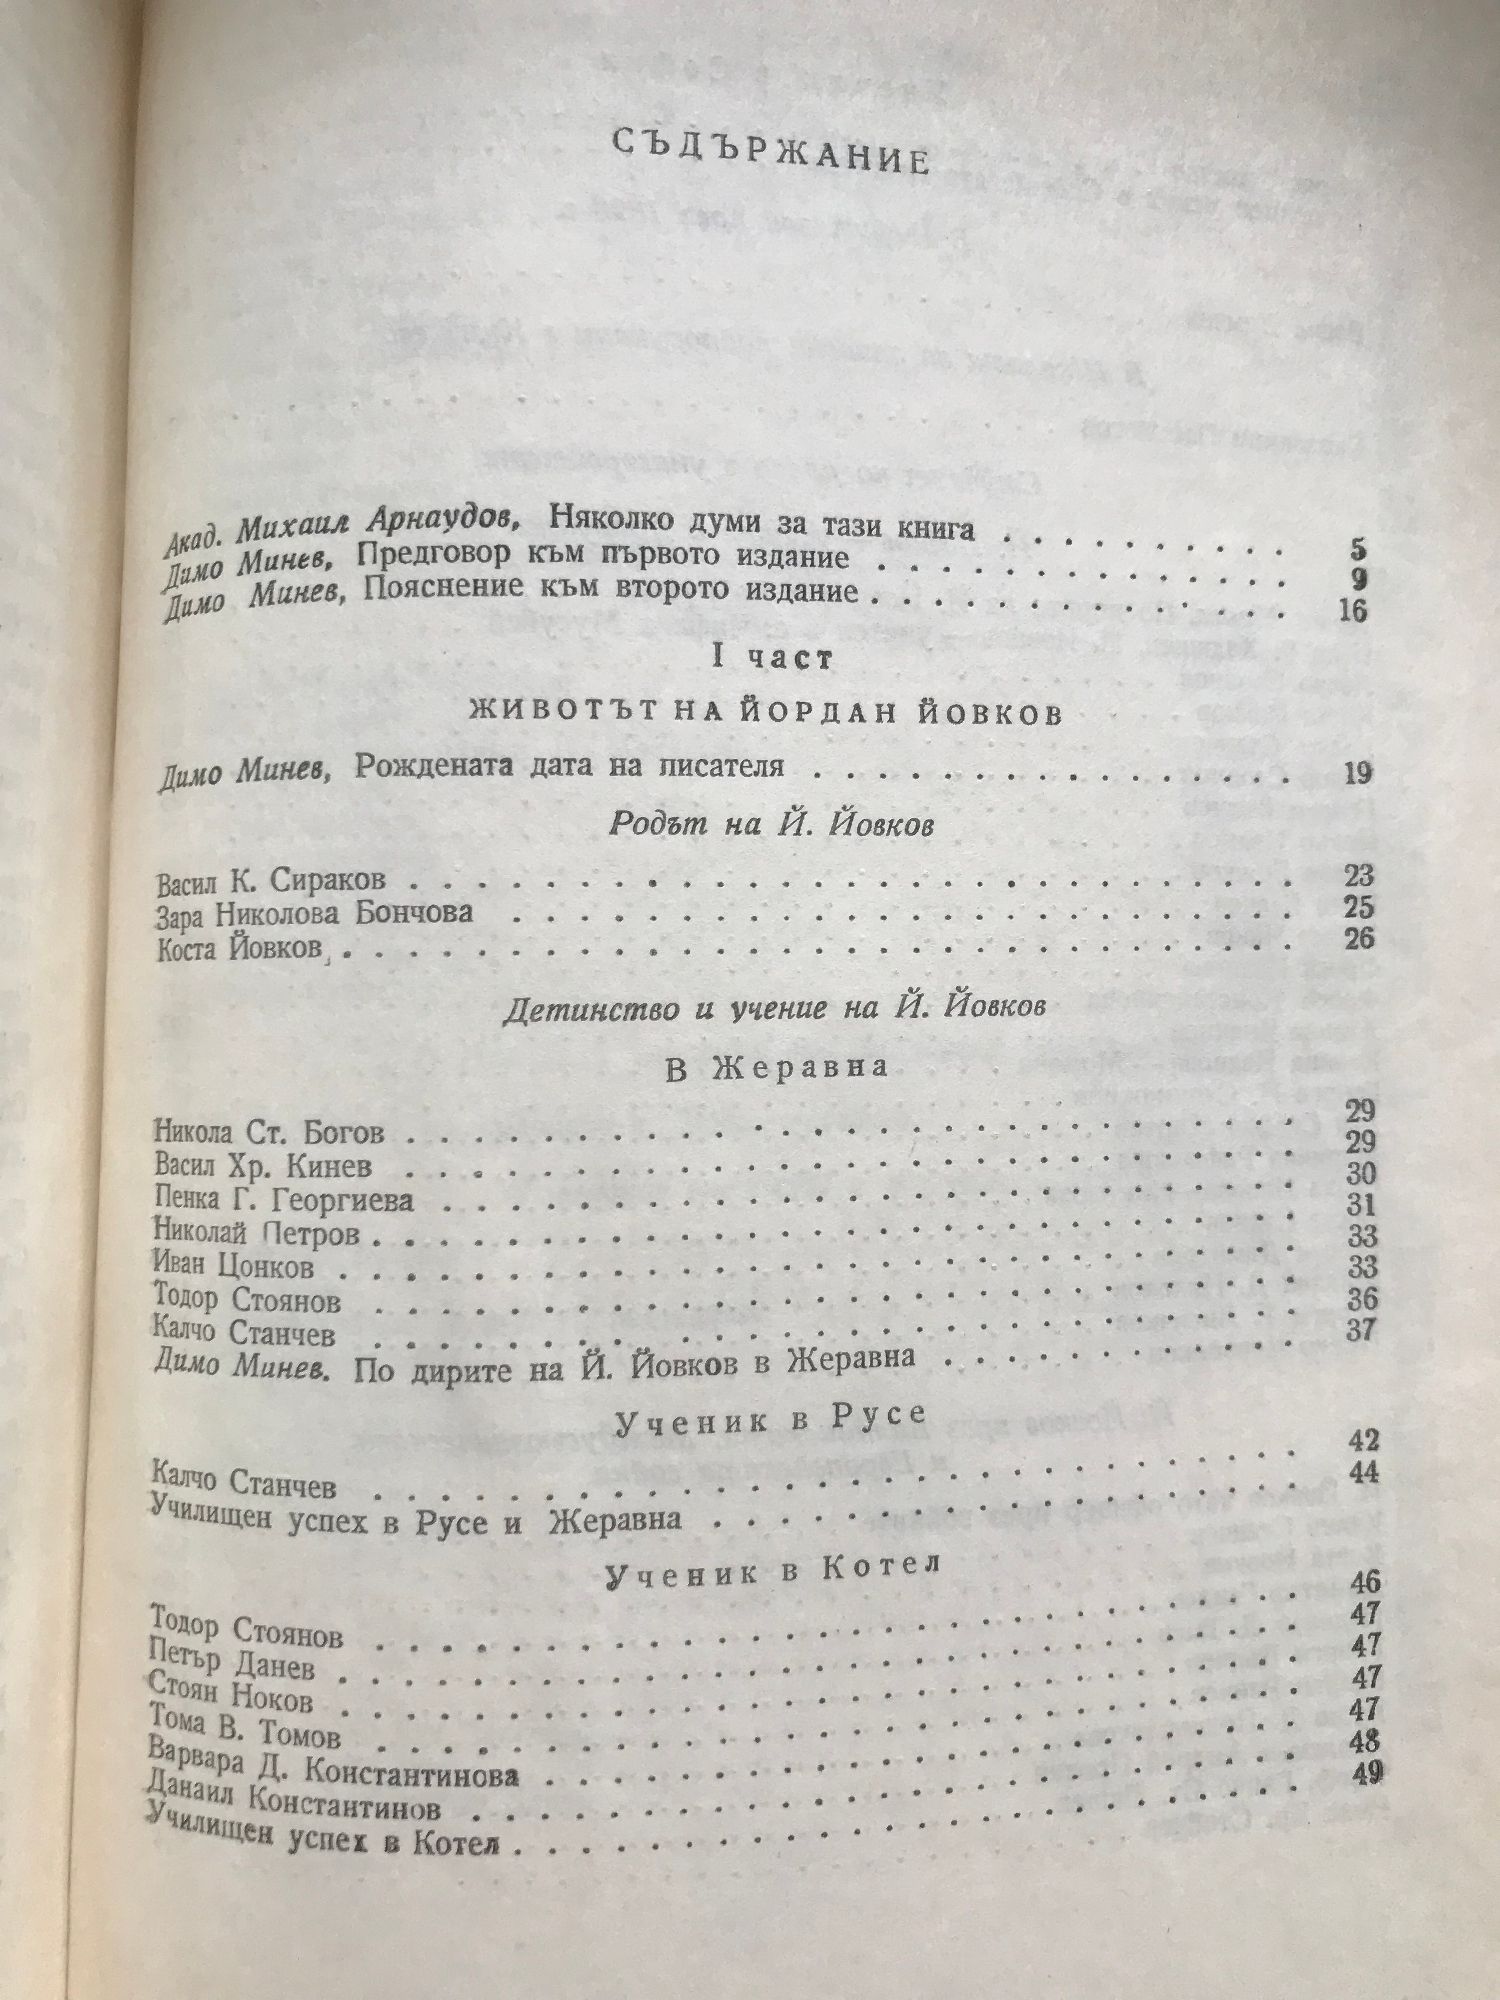 СЪДЪРЖАНИЕ
Акад. Михаил Арнаудов, Няколко думи за тази книга . . . . . . . . . . 5
Димо Минев, Предговор към първото издание . . . . . . . . . . . . . 9
Димо Минев, Пояснение към второто издание . . . . . . . . . . . . . 16
I част
ЖИВОТЪТ НА ЙОРДАН ЙОВКОВ
Димо Минев, Рождената дата на писателя . . . . . . . . . . . . . . . 19
Родът на Й. Йовков
Васил К. Сираков . . . . . . . . . . . . . . . . . . . . . . . . . . 23
Зара Николова Бончова . . . . . . . . . . . . . . . . . . . . . . . 25
Коста Йовков . . . . . . . . . . . . . . . . . . . . . . . . . . . . 26
Детинство и учение на Й. Йовков
В Жеравна
Никола Ст. Богов . . . . . . . . . . . . . . . . . . . . . . . . . . 29
Васил Хр. Кинев . . . . . . . . . . . . . . . . . . . . . . . . . . 29
Пенка Г. Георгиева . . . . . . . . . . . . . . . . . . . . . . . . . 30
Николай Петров . . . . . . . . . . . . . . . . . . . . . . . . . . . 31
Иван Цонков . . . . . . . . . . . . . . . . . . . . . . . . . . . . 33
Тодор Стоянов . . . . . . . . . . . . . . . . . . . . . . . . . . . 33
Калчо Станчев . . . . . . . . . . . . . . . . . . . . . . . . . . . 36
Димо Минев. По дирите на Й. Йовков в Жеравна . . . . . . . . . . . 37
Ученик в Русе
Калчо Станчев . . . . . . . . . . . . . . . . . . . . . . . . . . . 42
Училищен успех в Русе и Жеравна . . . . . . . . . . . . . . . . . . 44
Ученик в Котел
Тодор Стоянов . . . . . . . . . . . . . . . . . . . . . . . . . . . 46
Петър Данев . . . . . . . . . . . . . . . . . . . . . . . . . . . . 47
Стоян Ноков . . . . . . . . . . . . . . . . . . . . . . . . . . . . 47
Тома В. Томов . . . . . . . . . . . . . . . . . . . . . . . . . . . 47
Варвара Д. Константинова . . . . . . . . . . . . . . . . . . . . . . 47
Данаил Константинов . . . . . . . . . . . . . . . . . . . . . . . . 48
Училищен успех в Котел . . . . . . . . . . . . . . . . . . . . . . . 49